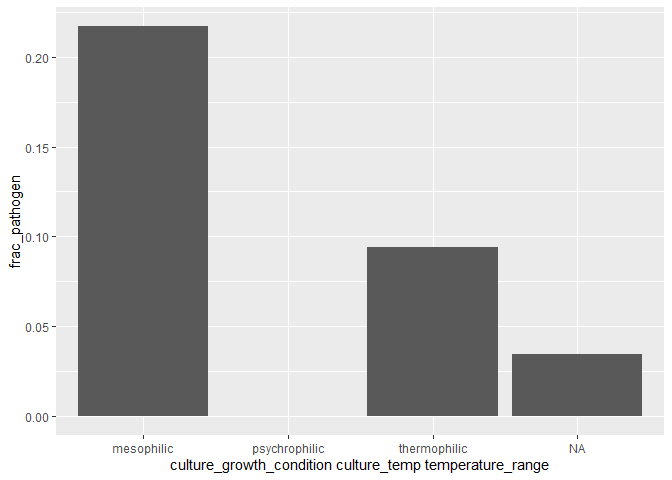 0.20
0.15
0.10
0.05
0.00
frac_pathogen
mesophilic psychrophilic thermophilic NA
culture_growth_condition culture_temp temperature_range